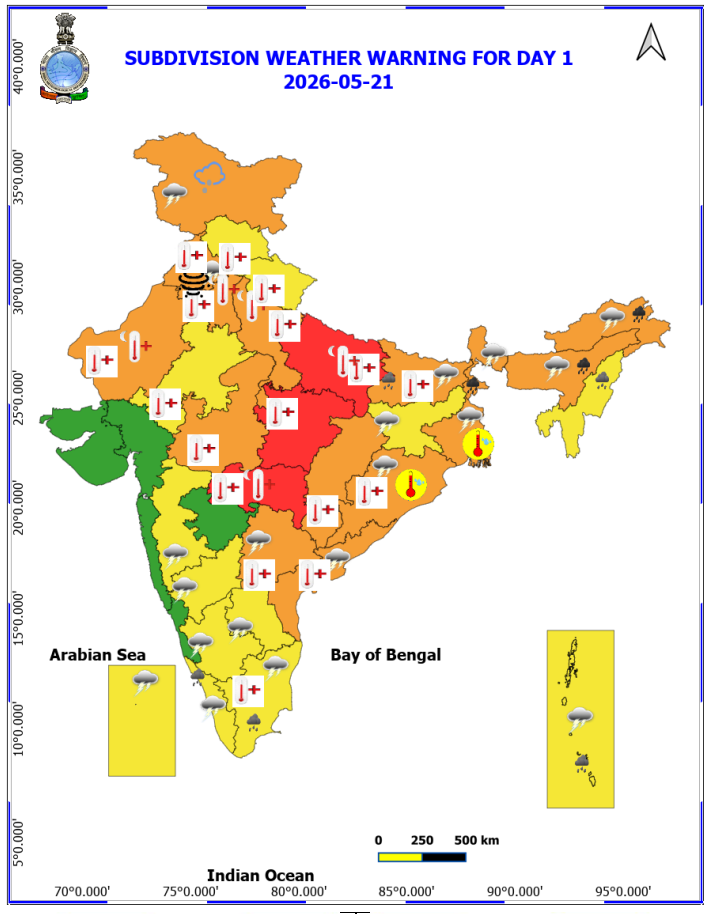 SUBDIVISION WEATHER WARNING FOR DAY 1
2026-05-21
40°0.000'
35°0.000'
30°0.000'
25°0.000'
20°0.000'
15°0.000'
10°0.000'
5°0.000'
Arabian Sea
Bay of Bengal
0 250 500 km
Indian Ocean
70°0.000' 75°0.000' 80°0.000' 85°0.000' 90°0.000' 95°0.000'